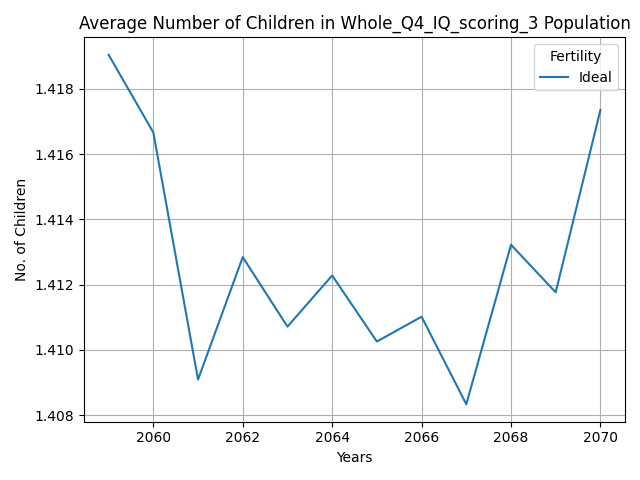 Average Number of Children in Whole_Q4_IQ_scoring_3 Population
Fertility
Ideal
1.418
1.416
1.414
1.412
1.410
1.408
No. of Children
2060 2062 2064 2066 2068 2070
Years